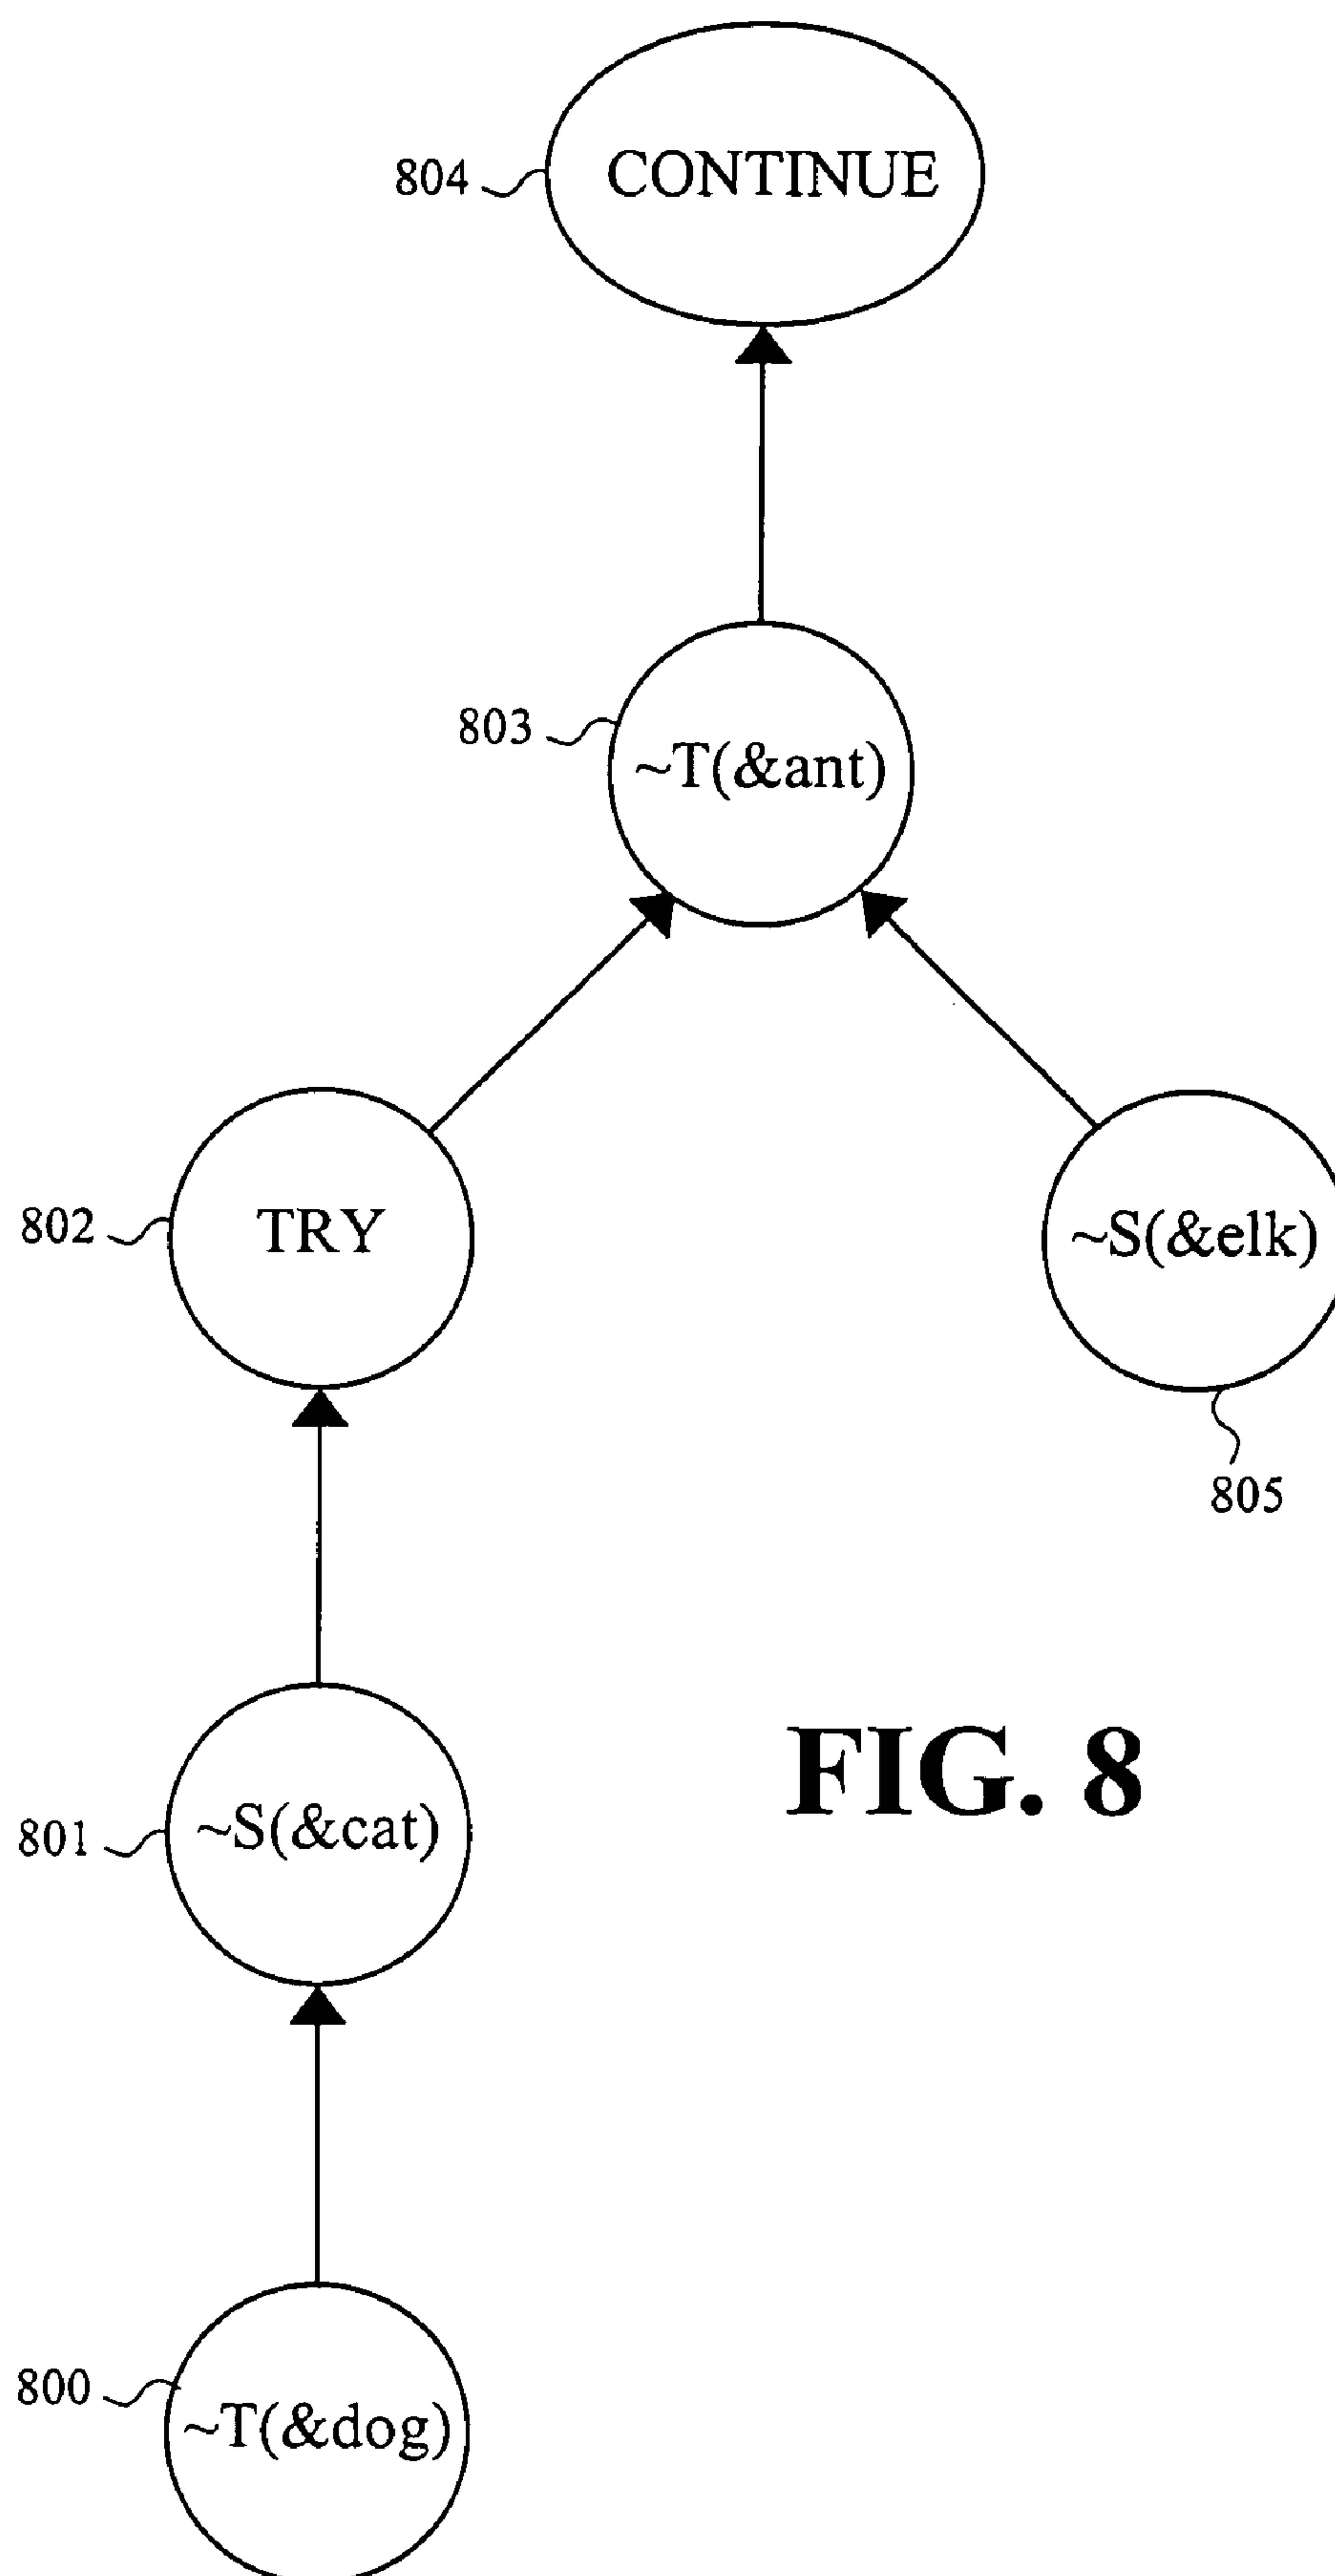 804 CONTINUE
803 ~T(&ant)
802 TRY
~S(&elk)
805
FIG. 8
801 ~S(&cat)
800 ~T(&dog)